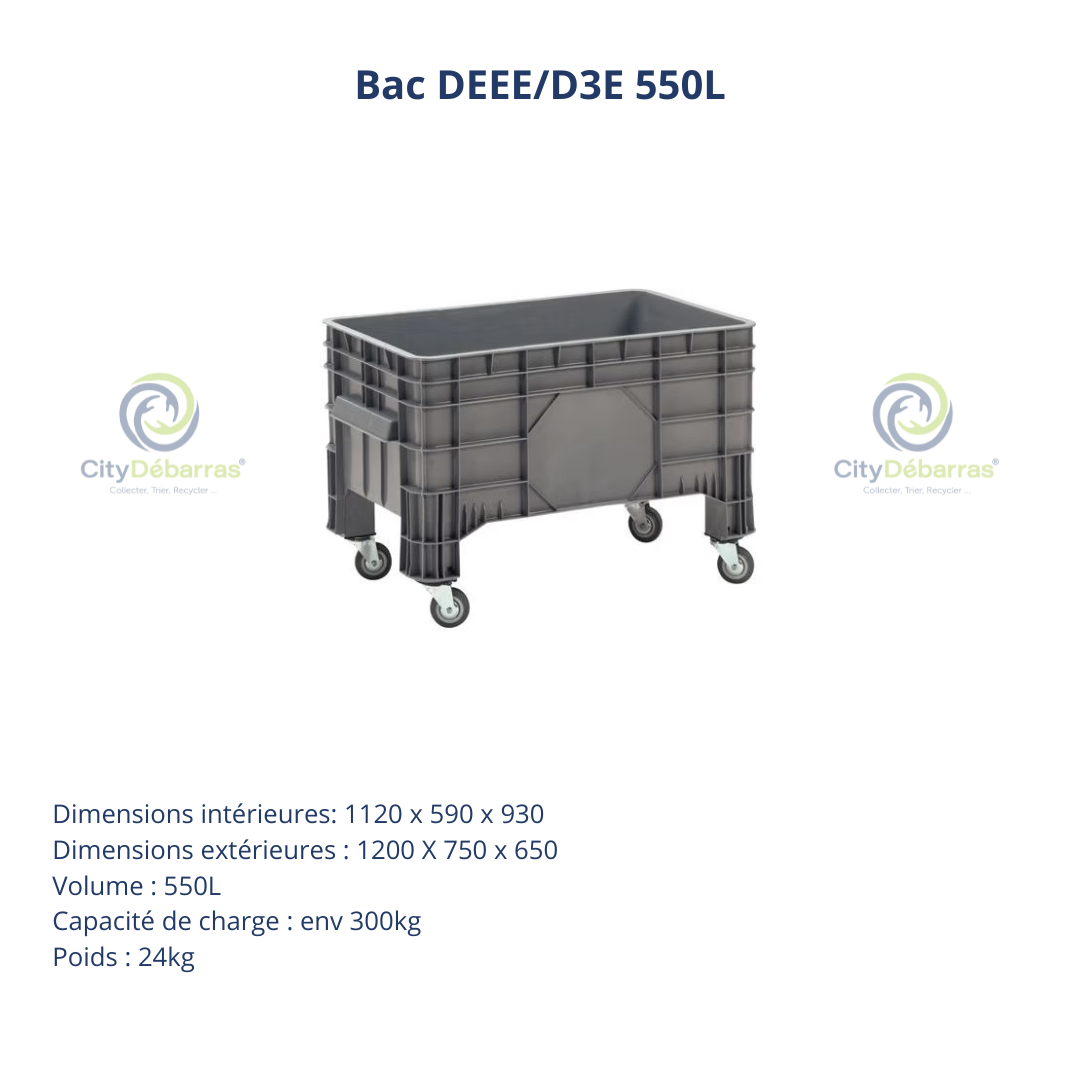 Bac DEEE/D3E 550L
CityDébarras®
Collecter, Trier, Recycler ...
CityDébarras®
Collecter, Trier, Recycler ...
Dimensions intérieures: 1120 x 590 x 930
Dimensions extérieures : 1200 X 750 x 650
Volume : 550L
Capacité de charge : env 300kg
Poids : 24kg